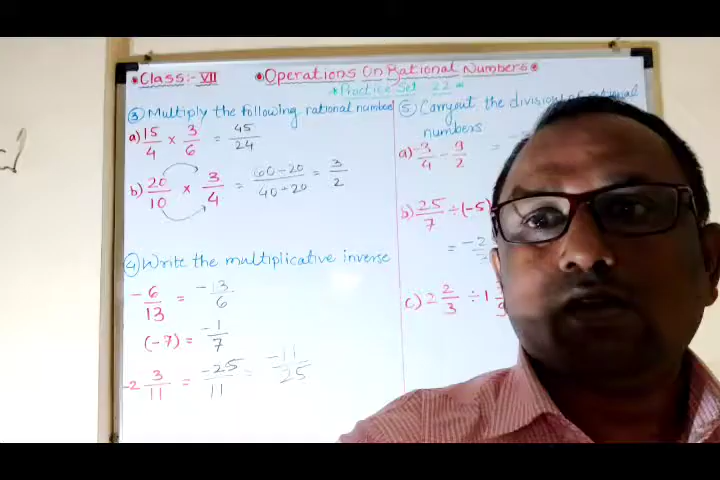 Class:- VII
Operations On Rational Numbers
Practice Set 22
③ Multiply the following rational number
a) 15/4 × 3/6 = 45/24
b) 20/10 × 3/4 = 60÷20/40÷20 = 3/2
④ Write the multiplicative inverse
-6/13 = -13/6
(-7) = -1/7
-2 3/11 = -25/11 = -11/25
⑤ Carryout the division of rational
numbers
a) -3/4 - 9/2 =
b) 25/7 ÷ (-5)
= -2
c) 2 2/3 ÷ 1